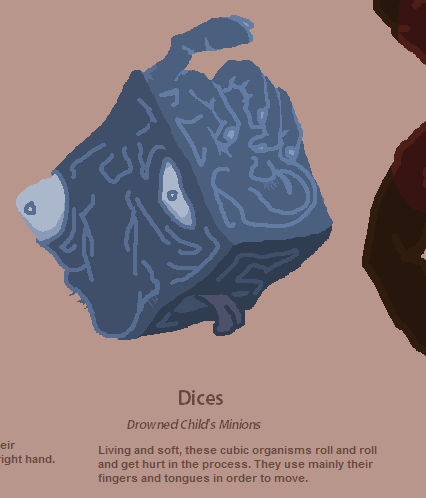 Dices
Drowned Child's Minions
eir
right hand.
Living and soft, these cubic organisms roll and roll
and get hurt in the process. They use mainly their
fingers and tongues in order to move.